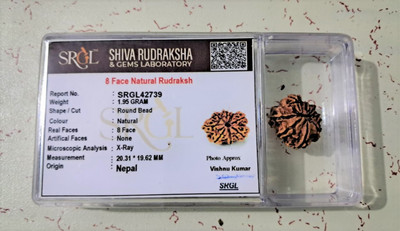 SRGL
SHIVA RUDRAKSHA
& GEMS LABORATORY
8 Face Natural Rudraksh
Report No. : SRGL42739
Weight : 1.95 GRAM
Shape / Cut : Round Bead
Colour : Natural
Real Faces : 8 Face
Artificial Faces : None
Microscopic Analysis : X-Ray
Measurement : 20.31 * 19.62 MM
Origin : Nepal
Photo Approx
Vishnu Kumar
SRGL